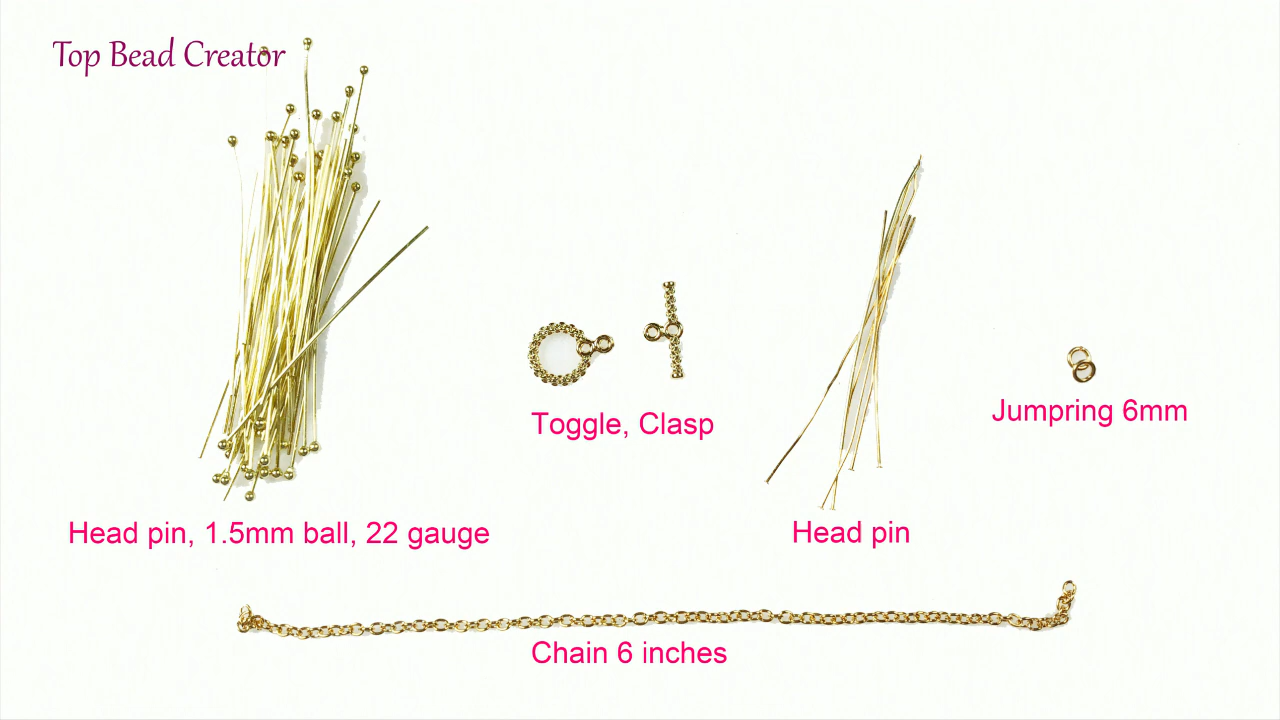 Top Bead Creator
Toggle, Clasp
Jumpring 6mm
Head pin, 1.5mm ball, 22 gauge
Head pin
Chain 6 inches